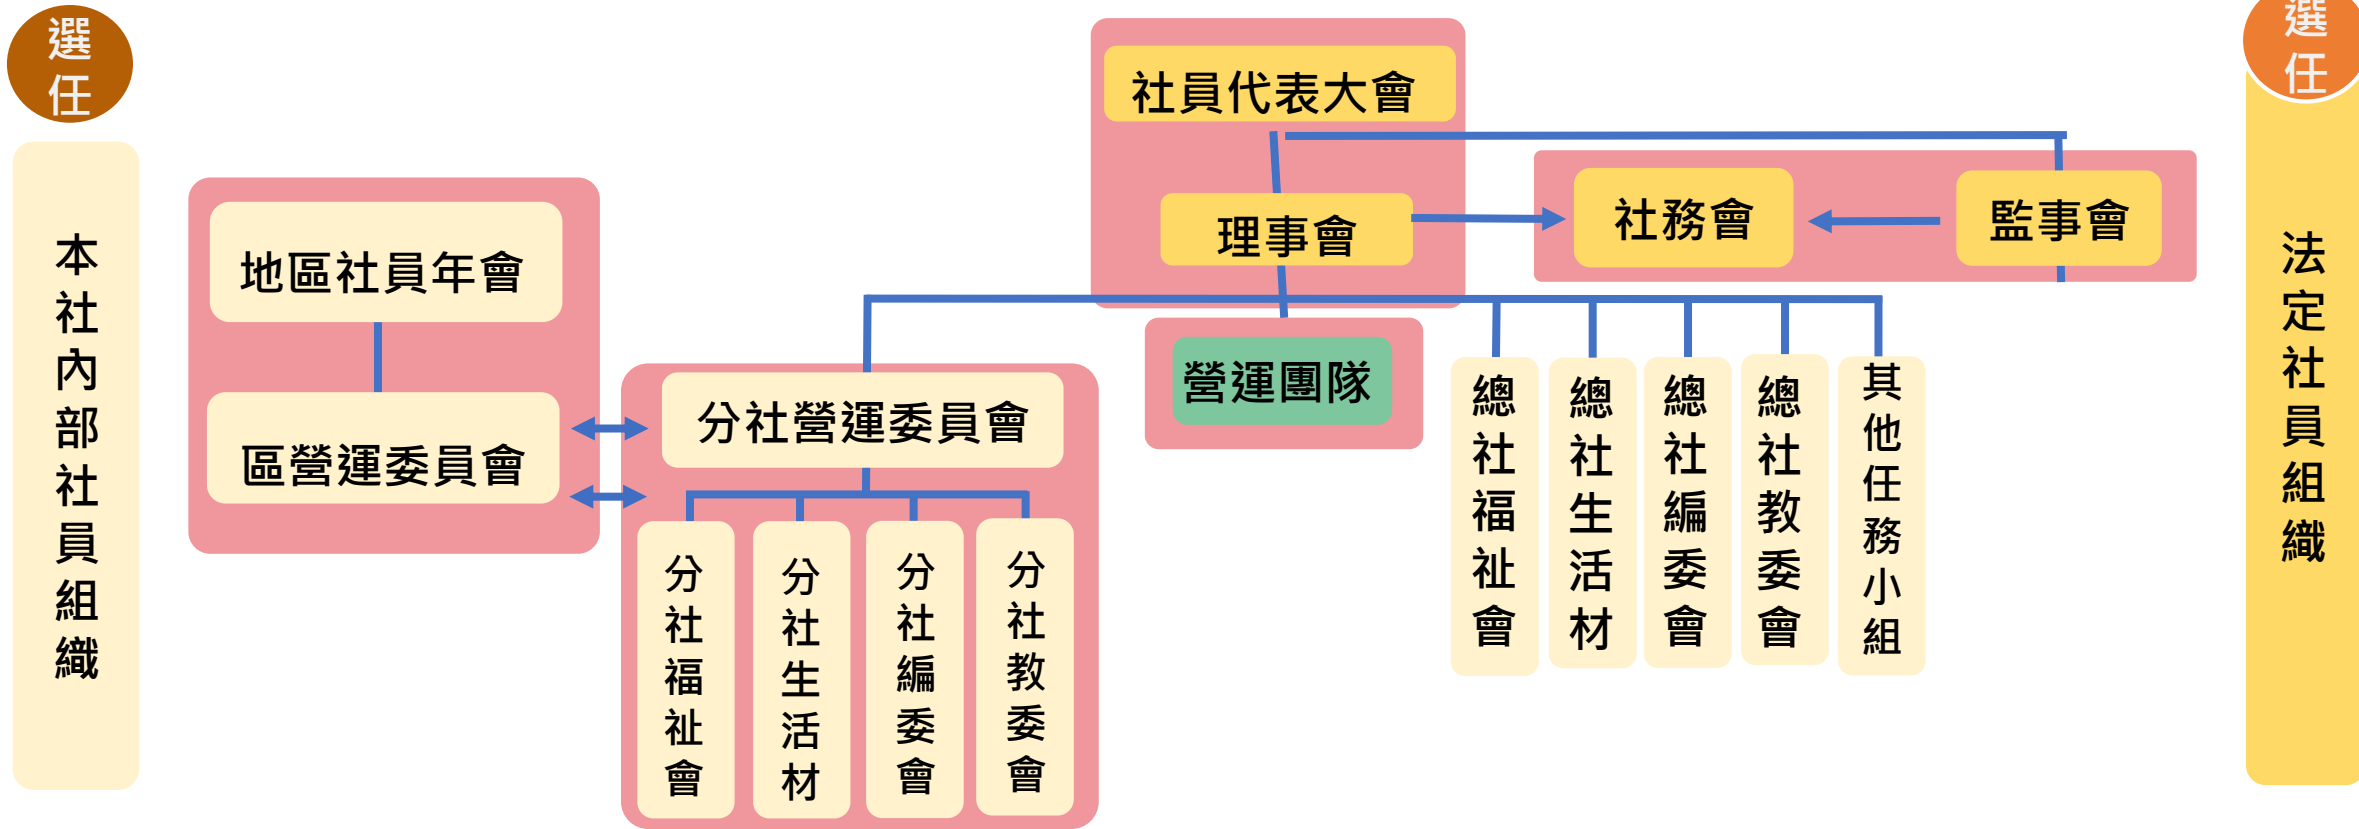 選任
本社內部社員組織
地區社員年會
區營運委員會
社員代表大會
理事會
社務會
監事會
營運團隊
分社營運委員會
分社福祉會
分社生活材
分社編委會
分社教委會
總社福祉會
總社生活材
總社編委會
總社教委會
其他任務小組
選任
法定社員組織